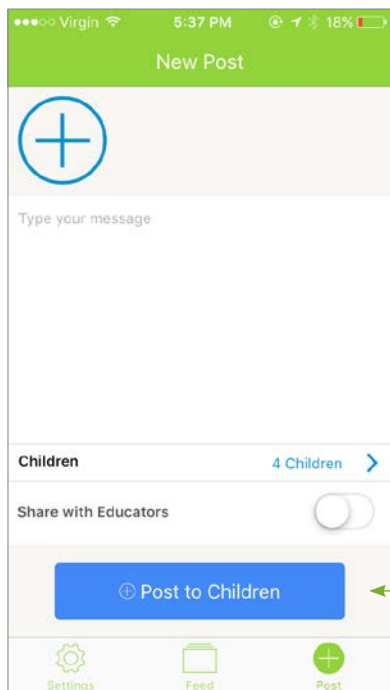 Virgin 5:37 PM 18%
New Post
Type your message
Children 4 Children
Share with Educators
Post to Children
Settings Feed Post